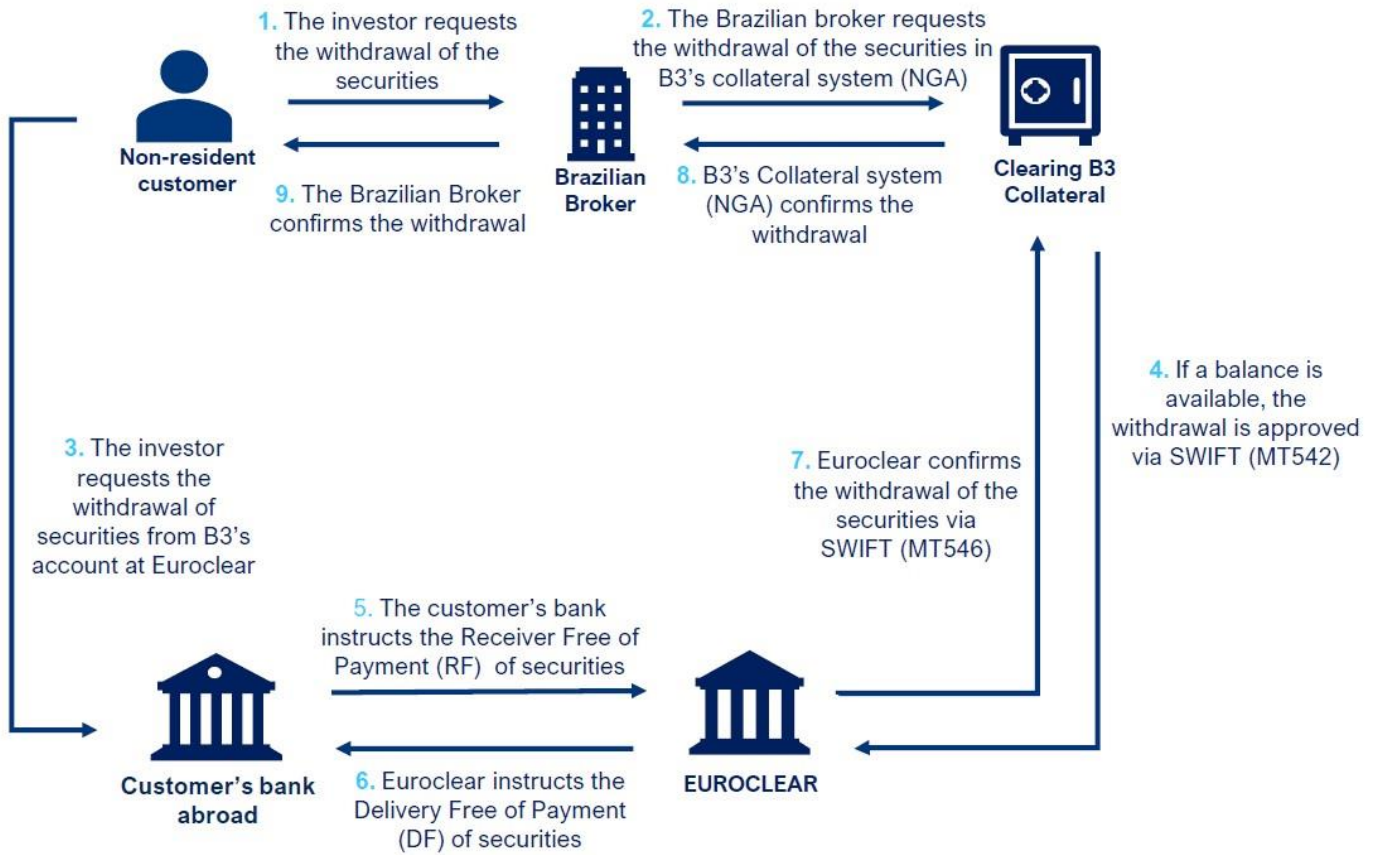 1. The investor requests
the withdrawal of the
securities
2. The Brazilian broker requests
the withdrawal of the securities in
B3's collateral system (NGA)
Non-resident
customer
Brazilian
Broker
Clearing B3
Collateral
9. The Brazilian Broker
confirms the withdrawal
8. B3's Collateral system
(NGA) confirms the
withdrawal
3. The investor
requests the
withdrawal of
securities from B3's
account at Euroclear
4. If a balance is
available, the
withdrawal is approved
via SWIFT (MT542)
7. Euroclear confirms
the withdrawal of the
securities via
SWIFT (MT546)
5. The customer's bank
instructs the Receiver Free of
Payment (RF) of securities
Customer's bank
abroad
6. Euroclear instructs the
Delivery Free of Payment
(DF) of securities
EUROCLEAR